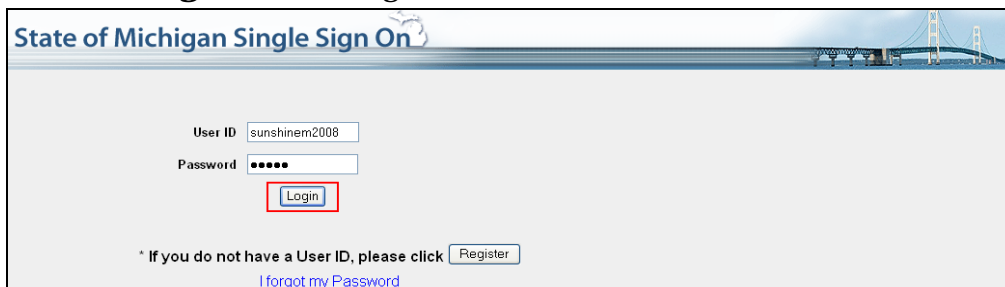 State of Michigan Single Sign On
User ID sunshinem2008
Password •••••
Login
* If you do not have a User ID, please click Register
I forgot my Password